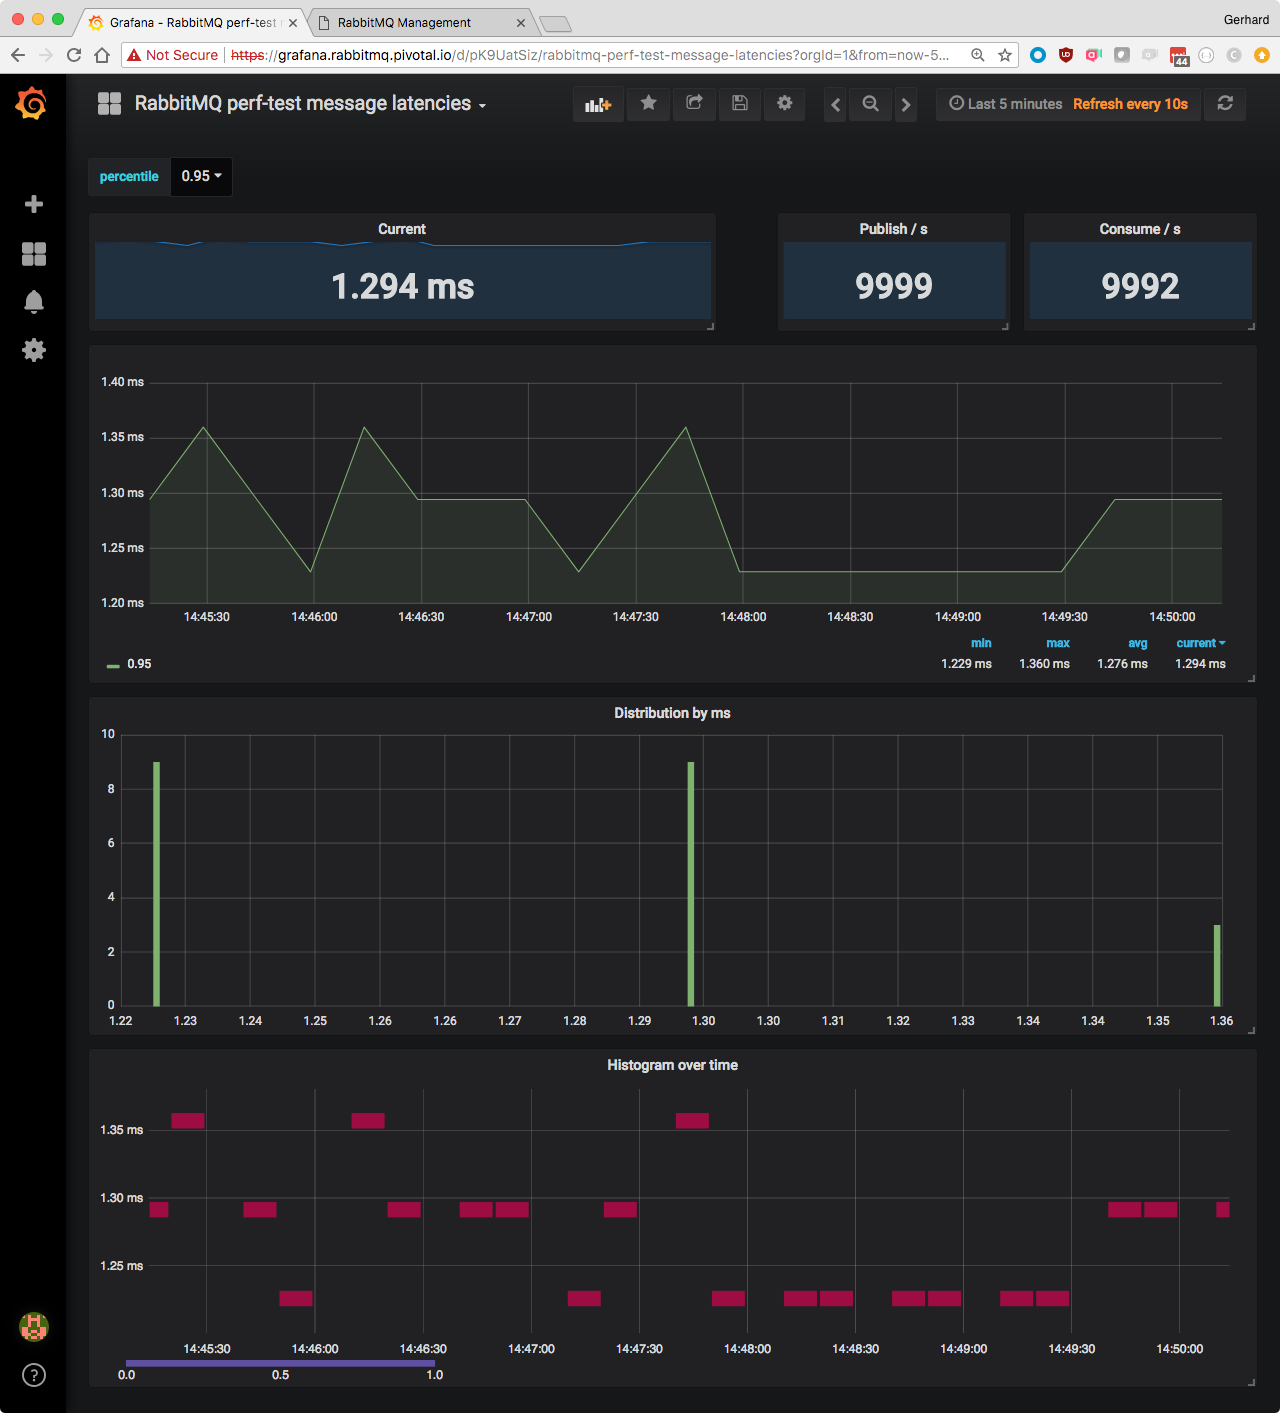 Grafana - RabbitMQ perf-test
RabbitMQ Management
Gerhard
Not Secure https://grafana.rabbitmq.pivotal.io/d/pK9UatSiz/rabbitmq-perf-test-message-latencies?orgId=1&from=now-5...
44
RabbitMQ perf-test message latencies
Last 5 minutes Refresh every 10s
percentile 0.95
Current
1.294 ms
Publish / s
9999
Consume / s
9992
1.40 ms
1.35 ms
1.30 ms
1.25 ms
1.20 ms
14:45:30 14:46:00 14:46:30 14:47:00 14:47:30 14:48:00 14:48:30 14:49:00 14:49:30 14:50:00
min max avg current
0.95 1.229 ms 1.360 ms 1.276 ms 1.294 ms
Distribution by ms
10
8
6
4
2
0
1.22 1.23 1.24 1.25 1.26 1.26 1.27 1.28 1.29 1.30 1.30 1.31 1.32 1.33 1.34 1.34 1.35 1.36
Histogram over time
1.35 ms
1.30 ms
1.25 ms
14:45:30 14:46:00 14:46:30 14:47:00 14:47:30 14:48:00 14:48:30 14:49:00 14:49:30 14:50:00
0.0 0.5 1.0